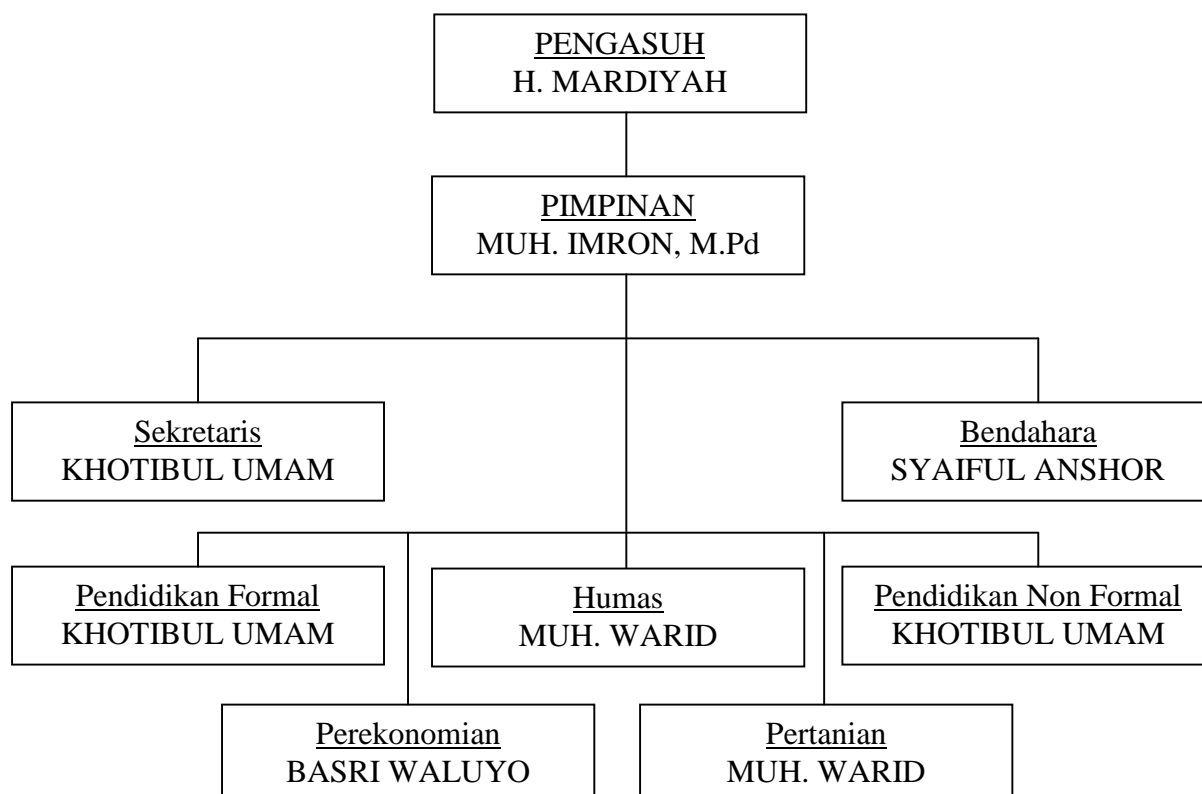 PENGASUH
H. MARDIYAH
PIMPINAN
MUH. IMRON, M.Pd
Sekretaris
KHOTIBUL UMAM
Bendahara
SYAIFUL ANSHOR
Pendidikan Formal
KHOTIBUL UMAM
Humas
MUH. WARID
Pendidikan Non Formal
KHOTIBUL UMAM
Perekonomian
BASRI WALUYO
Pertanian
MUH. WARID